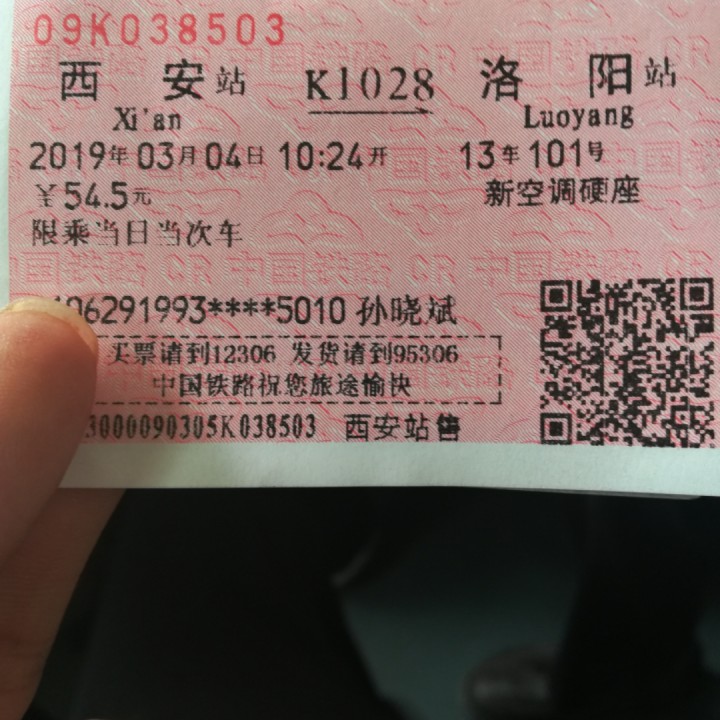 09K038503
西安站 K1028 洛阳站
Xi'an Luoyang
2019年03月04日 10:24开 13车101号
￥54.5元 新空调硬座
限乘当日当次车
06291993****5010 孙晓斌
买票请到12306 发货请到95306
中国铁路祝您旅途愉快
3000090305K038503 西安站售